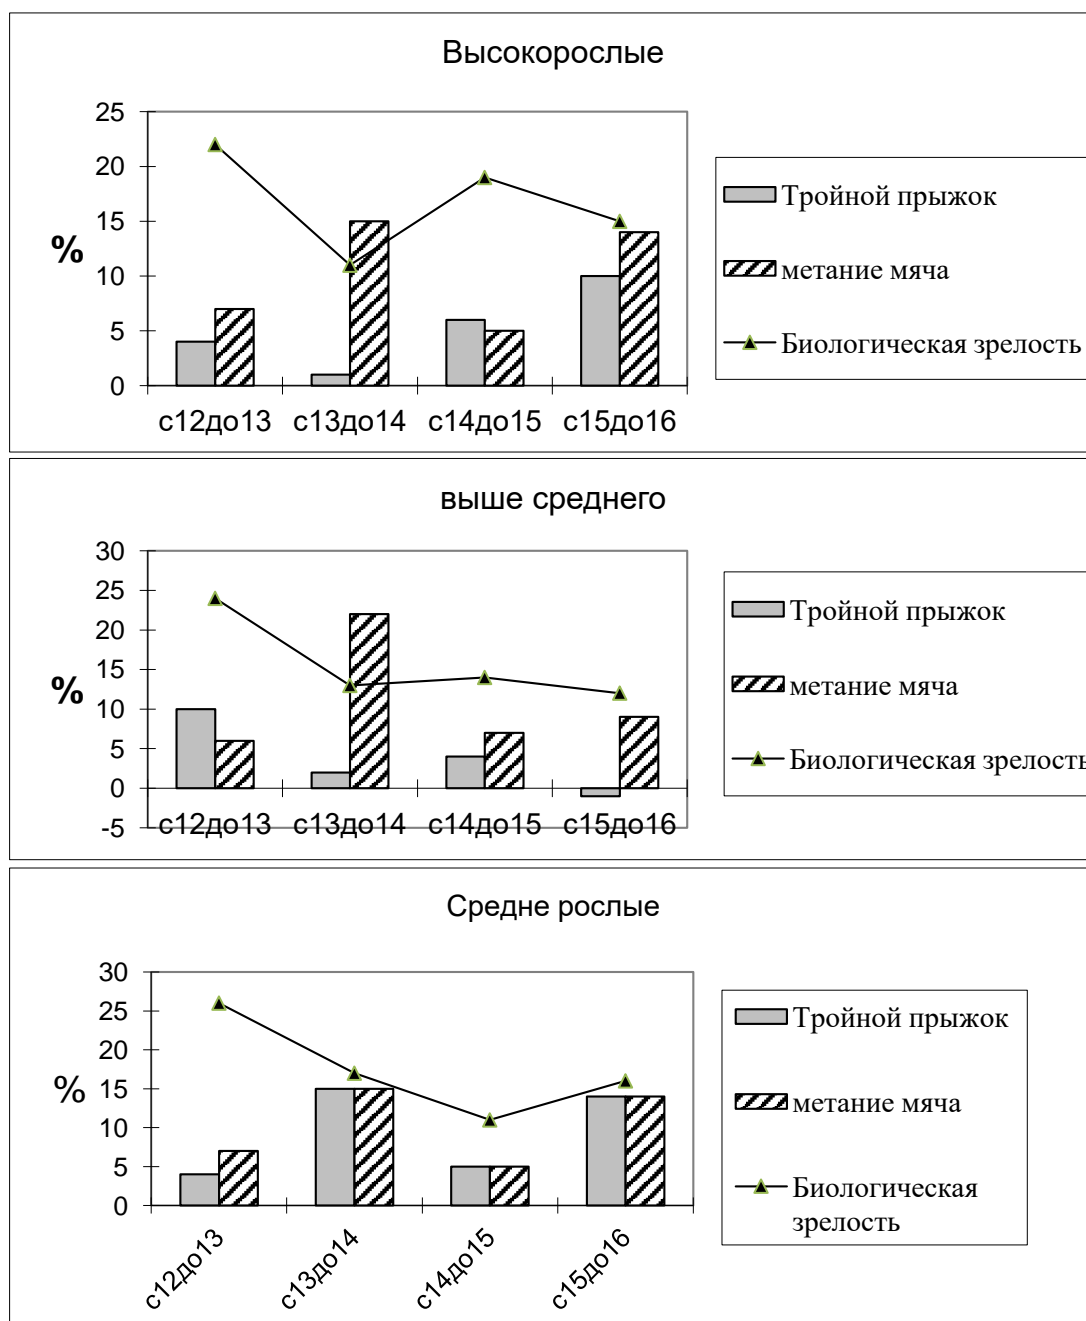 Высокорослые
25
20
15
10
5
0
%
с12до13 с13до14 с14до15 с15до16
Тройной прыжок
метание мяча
Биологическая зрелость
выше среднего
30
25
20
15
10
5
0
-5
%
с12до13 с13до14 с14до15 с15до16
Тройной прыжок
метание мяча
Биологическая зрелость
Средне рослые
30
25
20
15
10
5
0
%
с12до13 с13до14 с14до15 с15до16
Тройной прыжок
метание мяча
Биологическая
зрелость